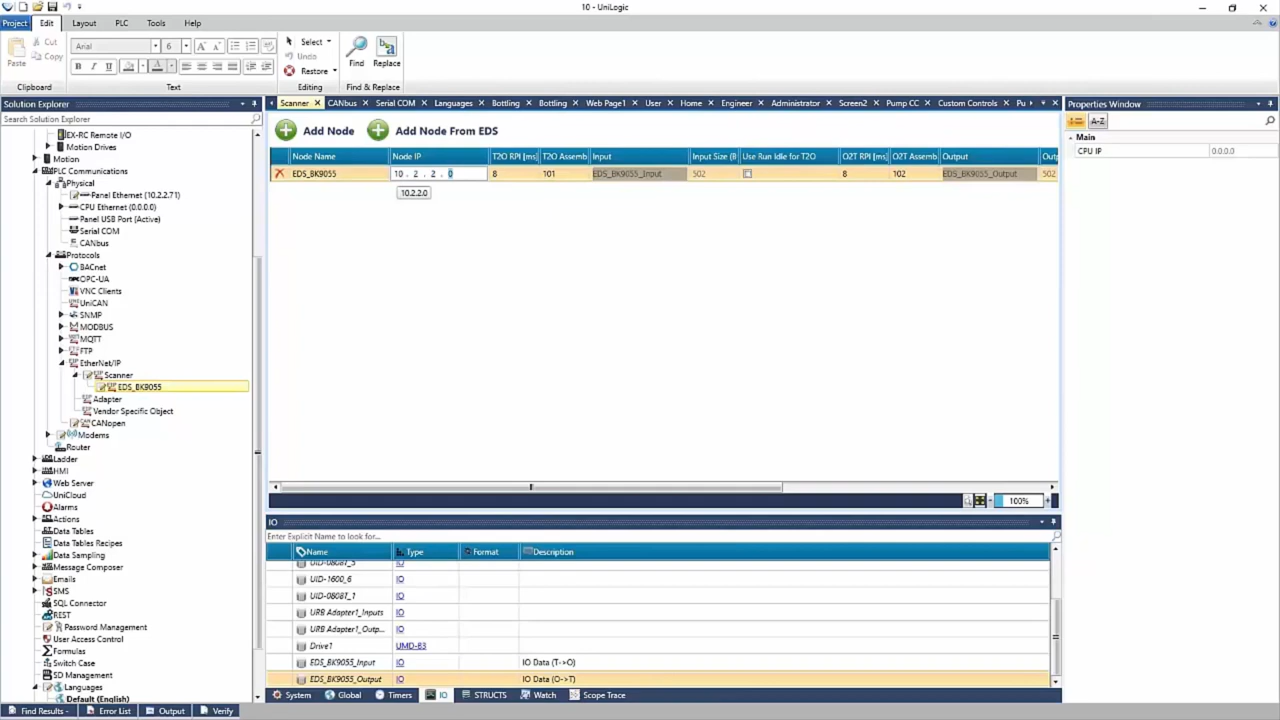 10 - UniLogic
Project Edit Layout PLC Tools Help
Paste Cut Copy
Arial 6
B I U A
Select
Undo
Restore
Find Replace
Clipboard Text Editing Find & Replace
Solution Explorer
Search Solution Explorer
EX-RC Remote I/O
Motion Drives
Motion
PLC Communications
Physical
Panel Ethernet (10.2.2.71)
CPU Ethernet (0.0.0.0)
Panel USB Port (Active)
Serial COM
CANbus
Protocols
BACnet
OPC-UA
VNC Clients
UniCAN
SNMP
MODBUS
MQTT
FTP
EtherNet/IP
Scanner
EDS_BK9055
Adapter
Vendor Specific Object
CANopen
Modems
Router
Ladder
HMI
Web Server
UniCloud
Alarms
Actions
Data Tables
Data Tables Recipes
Data Sampling
Message Composer
Emails
SMS
SQL Connector
REST
Password Management
User Access Control
Formulas
Switch Case
SD Management
Languages
Default (English)
Scanner CANbus Serial COM Languages Bottling Bottling Web Page1 User Home Engineer Administrator Screen2 Pump CC Custom Controls Pu
Add Node Add Node From EDS
Node Name Node IP T2O RPI [ms] T2O Assemb Input Input Size (B Use Run Idle for T2O O2T RPI [ms] O2T Assemb Output Outp
EDS_BK9055 10 . 2 . 2 . 0 8 101 EDS_BK9055_Input 502 8 102 EDS_BK9055_Output 502
10.2.2.0
100%
IO
Enter Explicit Name to look for...
Name Type Format Description
UID-0808T_5 IO
UID-1600_6 IO
UID-0808T_1 IO
URB Adapter1_Inputs IO
URB Adapter1_Outp... IO
Drive1 UMD-B3
EDS_BK9055_Input IO IO Data (T->O)
EDS_BK9055_Output IO IO Data (O->T)
System Global Timers IO STRUCTS Watch Scope Trace
Properties Window
A-Z
Main
CPU IP 0.0.0.0
Find Results - Error List Output Verify